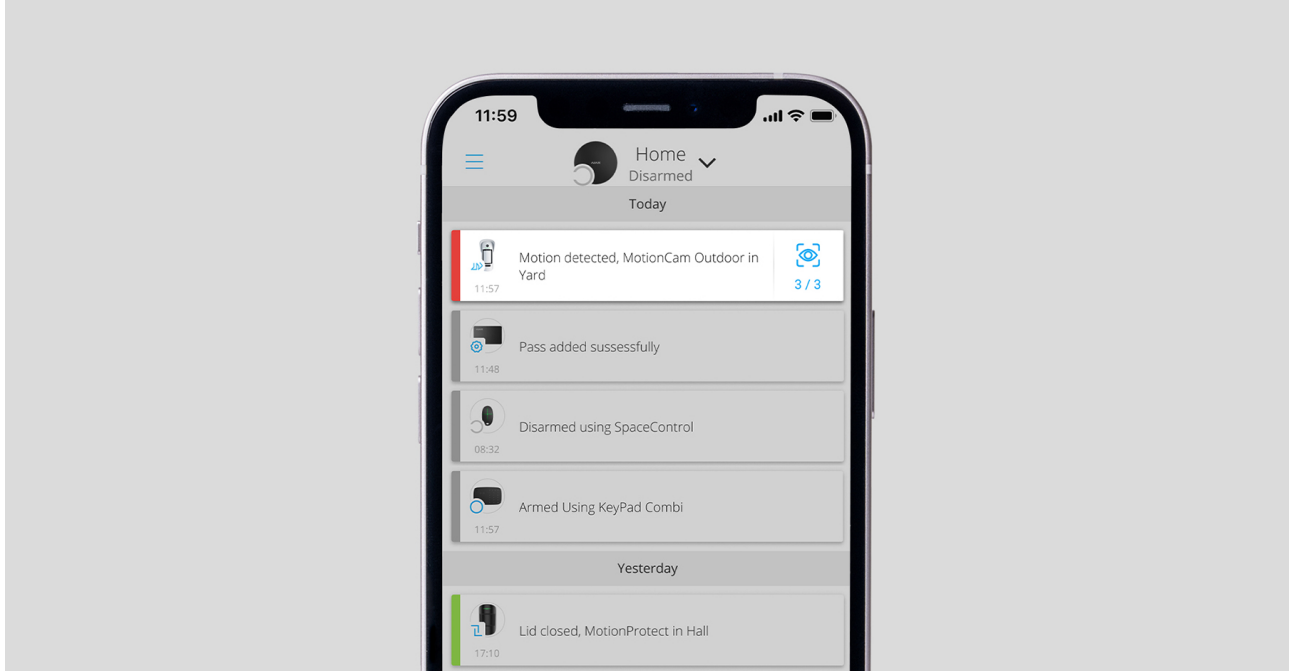 11:59
Home
Disarmed
Today
Motion detected, MotionCam Outdoor in
Yard
11:57
3 / 3
Pass added sussessfully
11:48
Disarmed using SpaceControl
08:32
Armed Using KeyPad Combi
11:57
Yesterday
Lid closed, MotionProtect in Hall
17:10